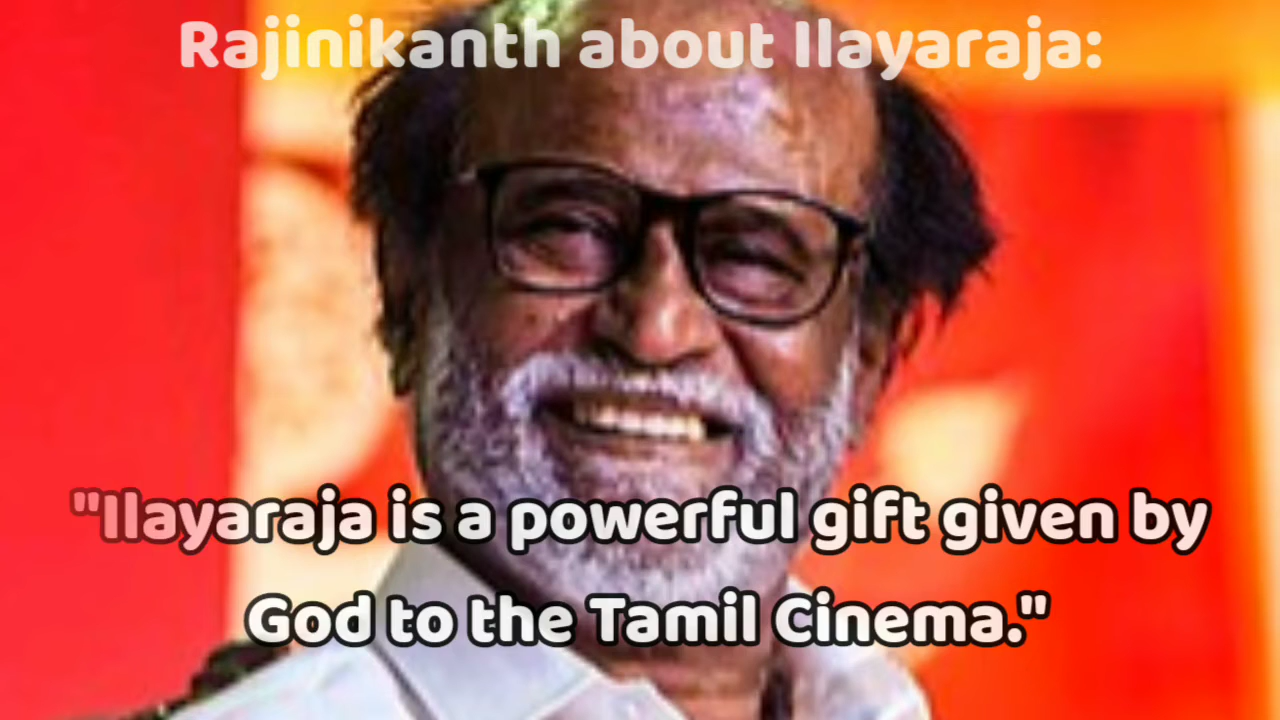 Rajinikanth about Ilayaraja:
"Ilayaraja is a powerful gift given by
God to the Tamil Cinema."